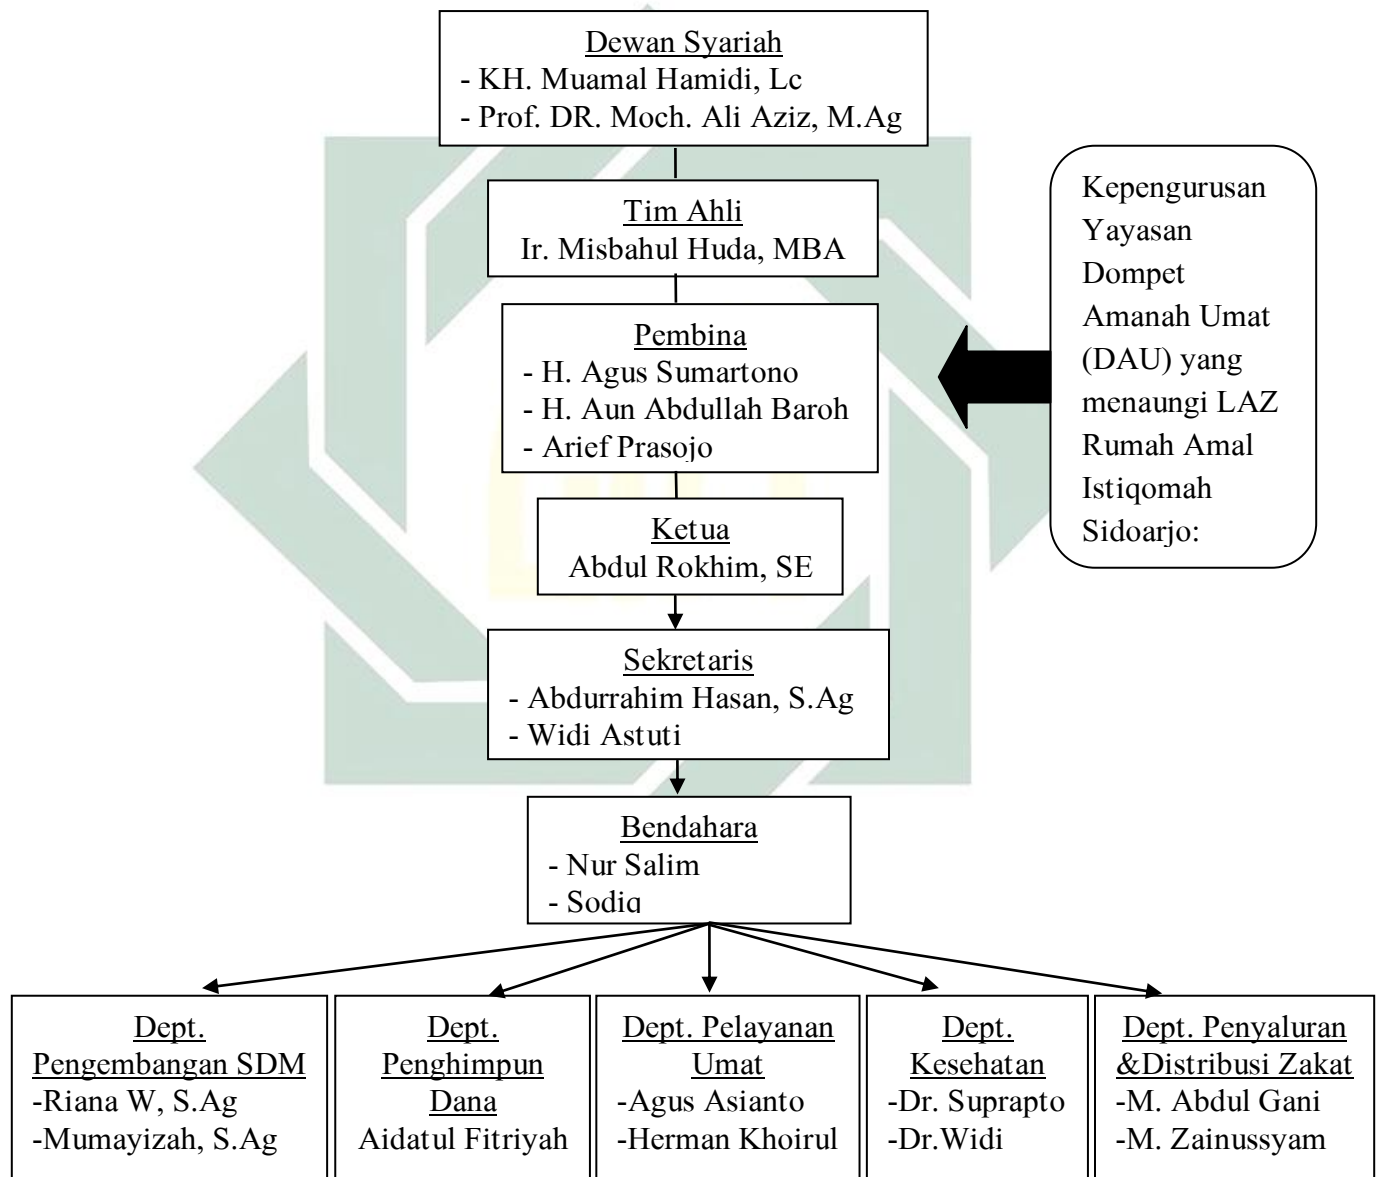 Dewan Syariah
- KH. Muamal Hamidi, Lc
- Prof. DR. Moch. Ali Aziz, M.Ag
Tim Ahli
Ir. Misbahul Huda, MBA
Pembina
- H. Agus Sumartono
- H. Aun Abdullah Baroh
- Arief Prasojo
Kepengurusan
Yayasan
Dompet
Amanah Umat
(DAU) yang
menaungi LAZ
Rumah Amal
Istiqomah
Sidoarjo:
Ketua
Abdul Rokhim, SE
Sekretaris
- Abdurrahim Hasan, S.Ag
- Widi Astuti
Bendahara
- Nur Salim
- Sodiq
Dept.
Pengembangan SDM
-Riana W, S.Ag
-Mumayizah, S.Ag
Dept.
Penghimpun
Dana
Aidatul Fitriyah
Dept. Pelayanan
Umat
-Agus Asianto
-Herman Khoirul
Dept.
Kesehatan
-Dr. Suprapto
-Dr.Widi
Dept. Penyaluran
&Distribusi Zakat
-M. Abdul Gani
-M. Zainussyam